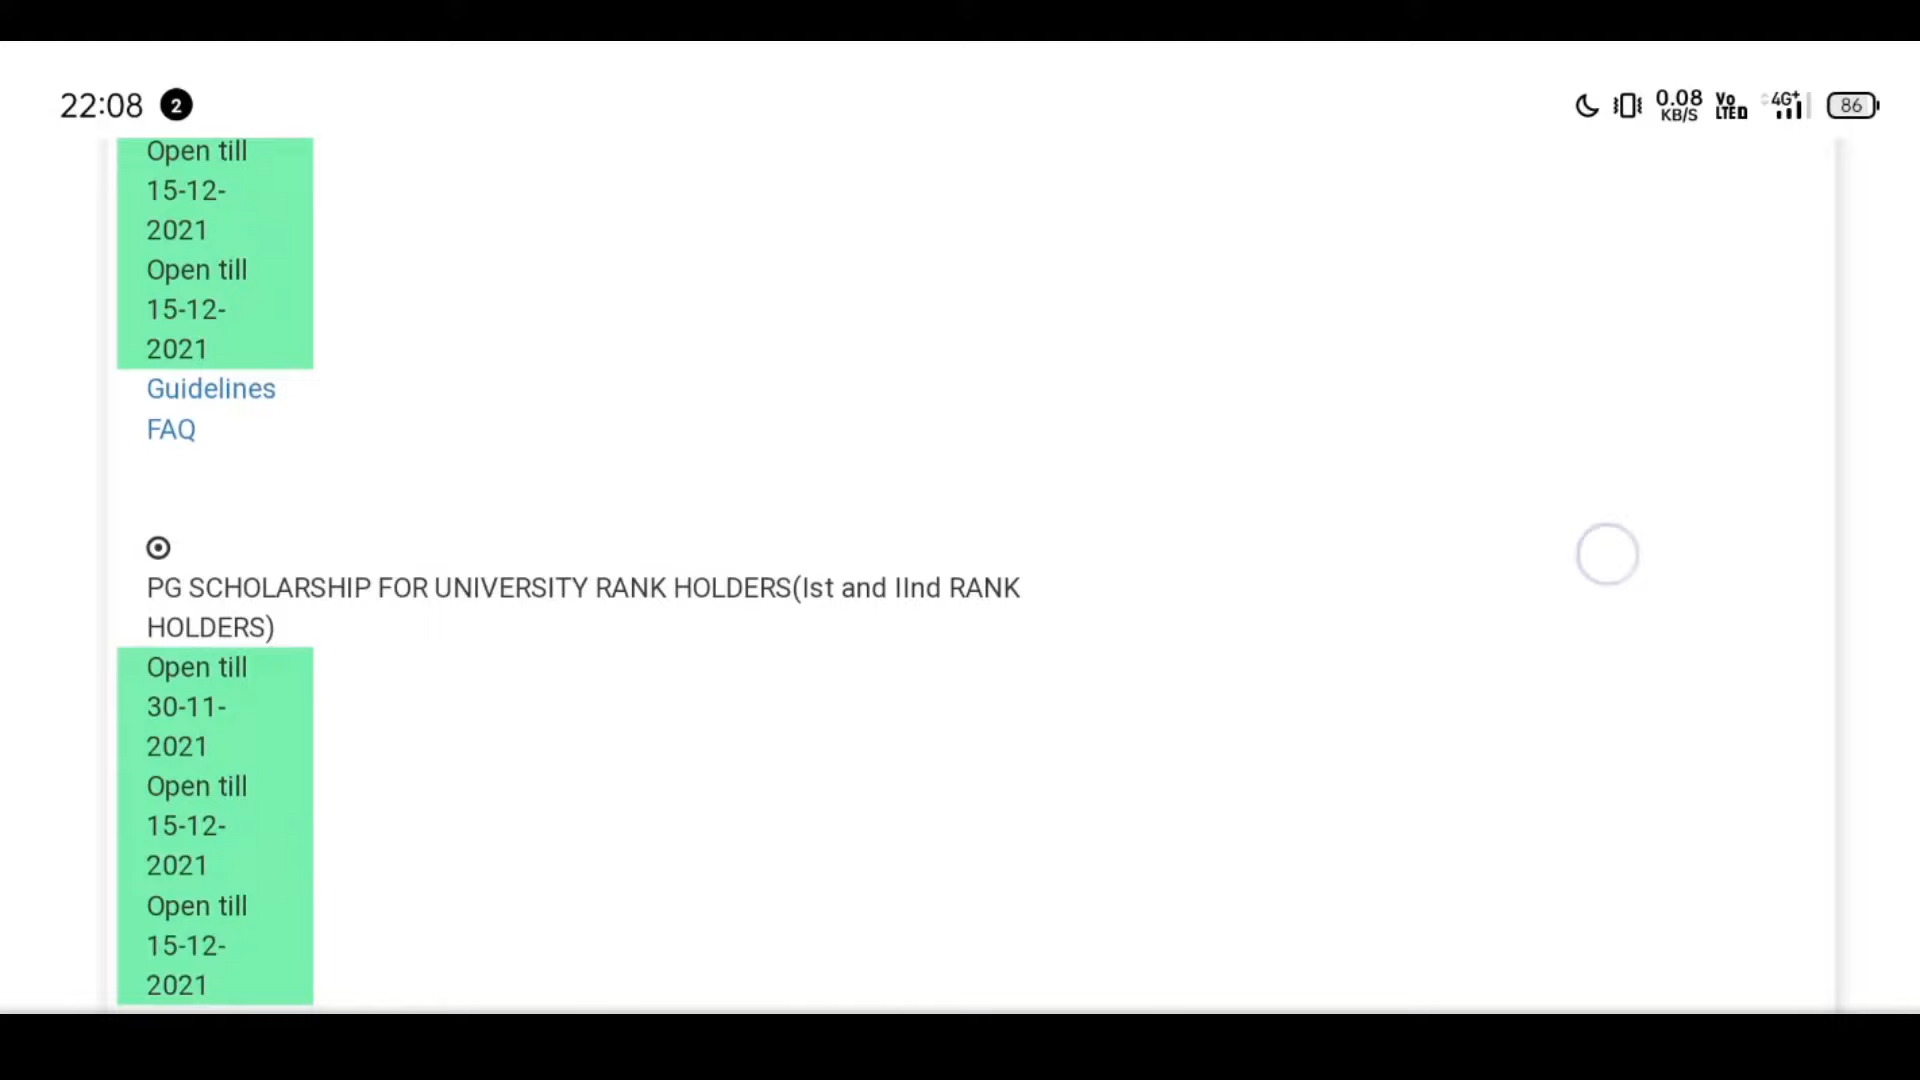 22:08 2 0.08 KB/S Vo LTE 4G+ 86
Open till
15-12-
2021
Open till
15-12-
2021
Guidelines
FAQ
PG SCHOLARSHIP FOR UNIVERSITY RANK HOLDERS(Ist and IInd RANK
HOLDERS)
Open till
30-11-
2021
Open till
15-12-
2021
Open till
15-12-
2021